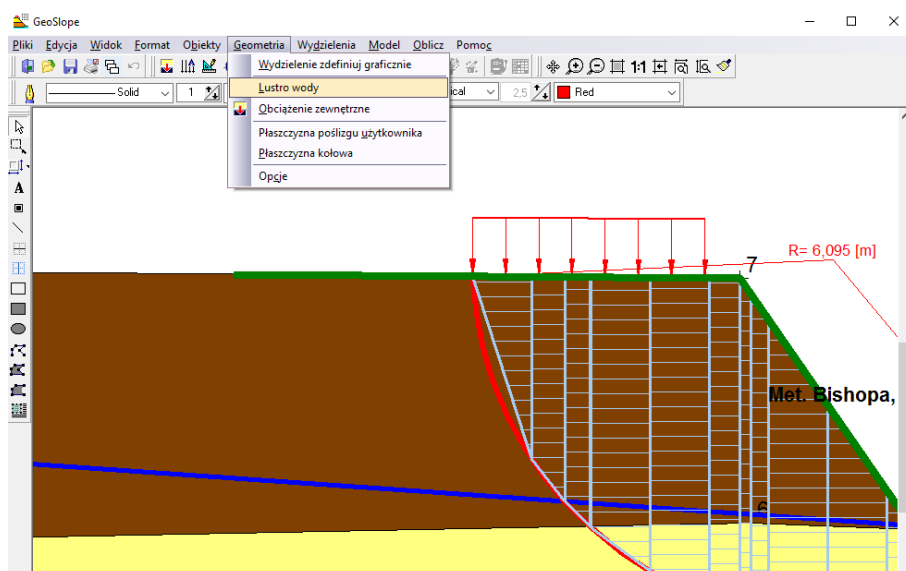 GeoSlope
Pliki Edycja Widok Format Obiekty Geometria Wydzielenia Model Oblicz Pomoc
Wydzielenie zdefiniuj graficznie
Lustro wody
Obciążenie zewnętrzne
Płaszczyzna poślizgu użytkownika
Płaszczyzna kołowa
Opcje
1:1
Solid 1 ical 2,5 Red
A
R= 6,095 [m]
7
Met. Bishopa,
6